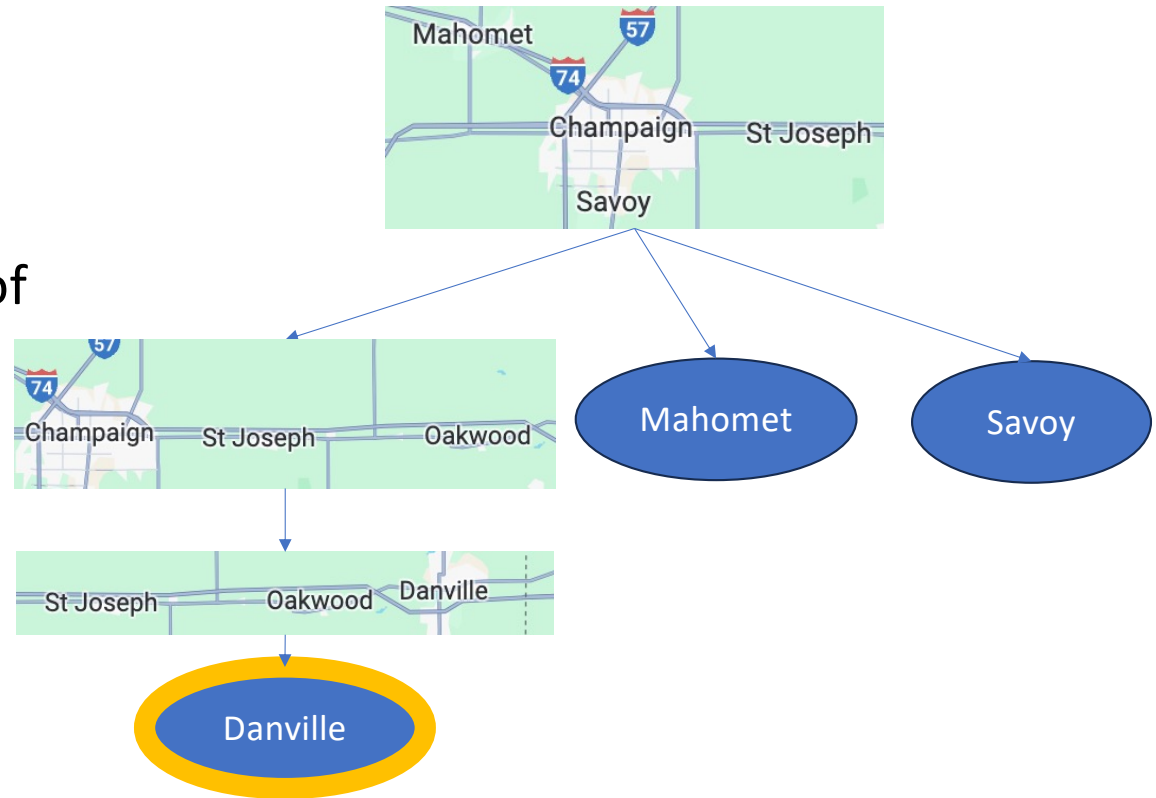 Mahomet
57
74
Champaign
St Joseph
Savoy
of
57
74
Champaign
St Joseph
Oakwood
Mahomet
Savoy
St Joseph
Oakwood
Danville
Danville